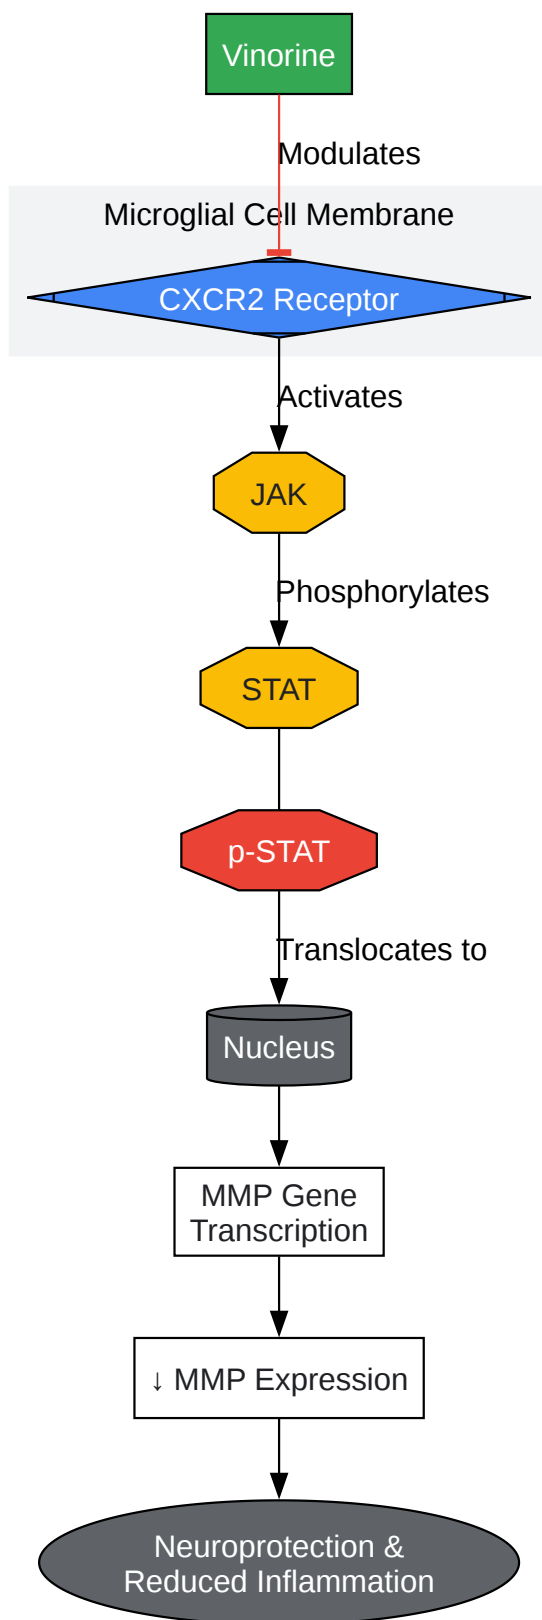 Vinorine
Modulates
Microglial Cell Membrane
CXCR2 Receptor
Activates
JAK
Phosphorylates
STAT
p-STAT
Translocates to
Nucleus
MMP Gene
Transcription
↓ MMP Expression
Neuroprotection &
Reduced Inflammation